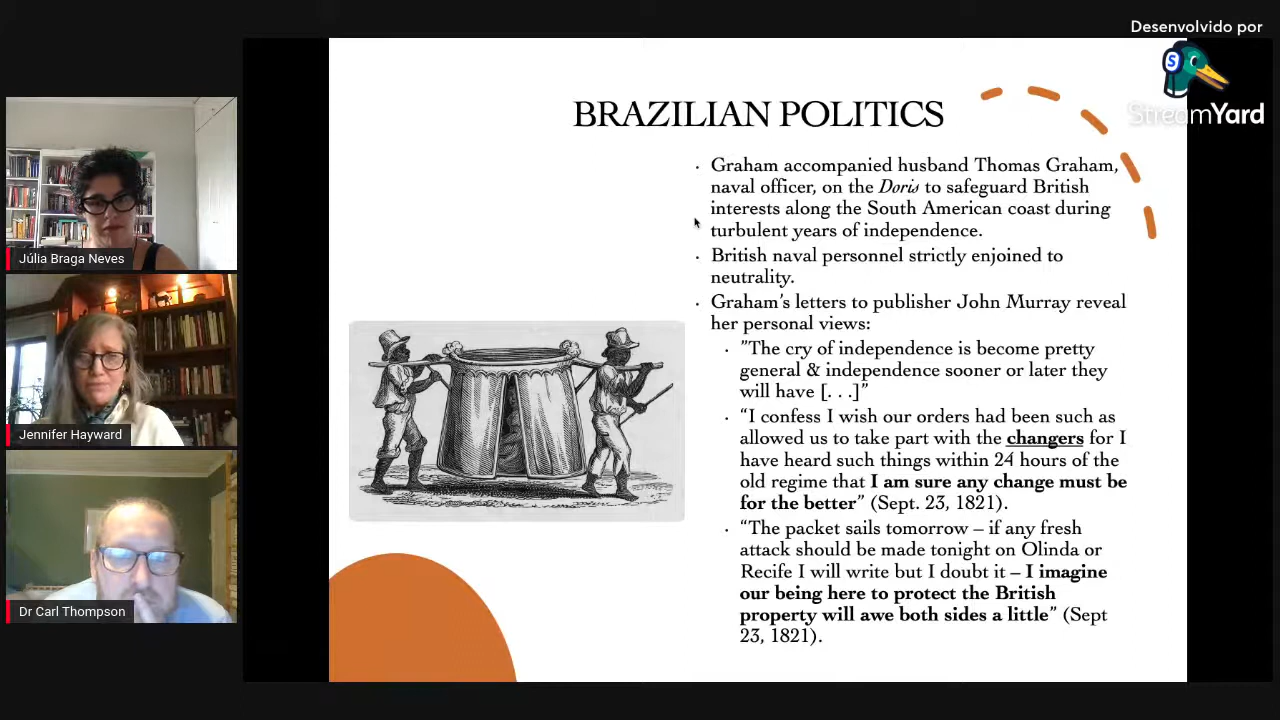 Desenvolvido por
StreamYard
BRAZILIAN POLITICS
Graham accompanied husband Thomas Graham,
naval officer, on the Doris to safeguard British
interests along the South American coast during
turbulent years of independence.
British naval personnel strictly enjoined to
neutrality.
Graham’s letters to publisher John Murray reveal
her personal views:
”The cry of independence is become pretty
general & independence sooner or later they
will have [. . .]”
“I confess I wish our orders had been such as
allowed us to take part with the changers for I
have heard such things within 24 hours of the
old regime that I am sure any change must be
for the better” (Sept. 23, 1821).
“The packet sails tomorrow – if any fresh
attack should be made tonight on Olinda or
Recife I will write but I doubt it – I imagine
our being here to protect the British
property will awe both sides a little” (Sept
23, 1821).
Júlia Braga Neves
Jennifer Hayward
Dr Carl Thompson